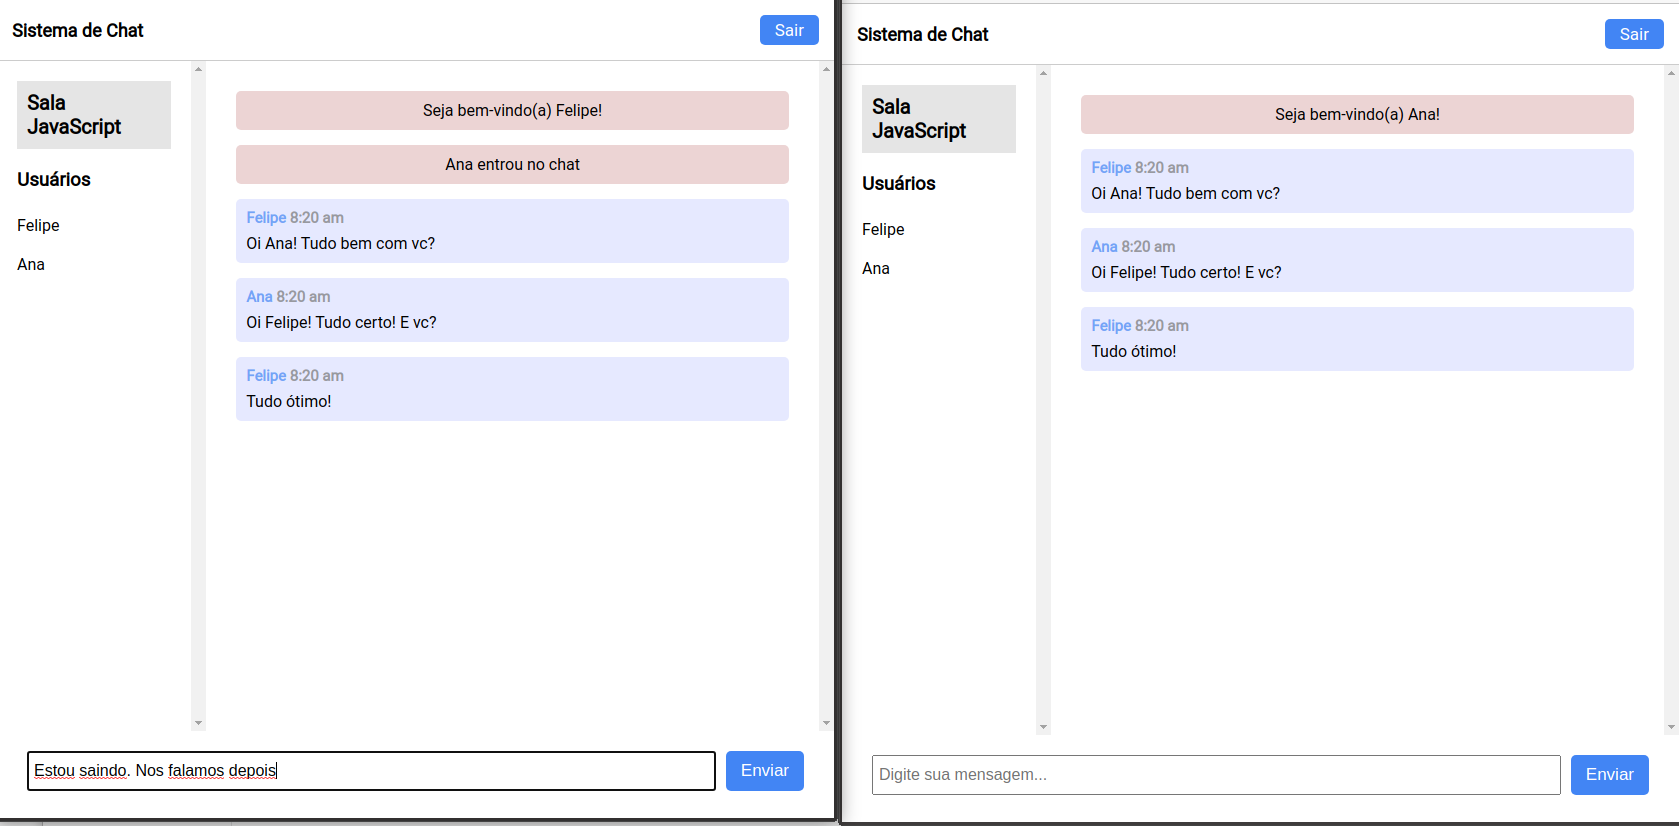 Sistema de Chat
Sair
Sala
JavaScript
Usuários
Felipe
Ana
Seja bem-vindo(a) Felipe!
Ana entrou no chat
Felipe 8:20 am
Oi Ana! Tudo bem com vc?
Ana 8:20 am
Oi Felipe! Tudo certo! E vc?
Felipe 8:20 am
Tudo ótimo!
Estou saindo. Nos falamos depois
Enviar
Sistema de Chat
Sair
Sala
JavaScript
Usuários
Felipe
Ana
Seja bem-vindo(a) Ana!
Felipe 8:20 am
Oi Ana! Tudo bem com vc?
Ana 8:20 am
Oi Felipe! Tudo certo! E vc?
Felipe 8:20 am
Tudo ótimo!
Digite sua mensagem...
Enviar